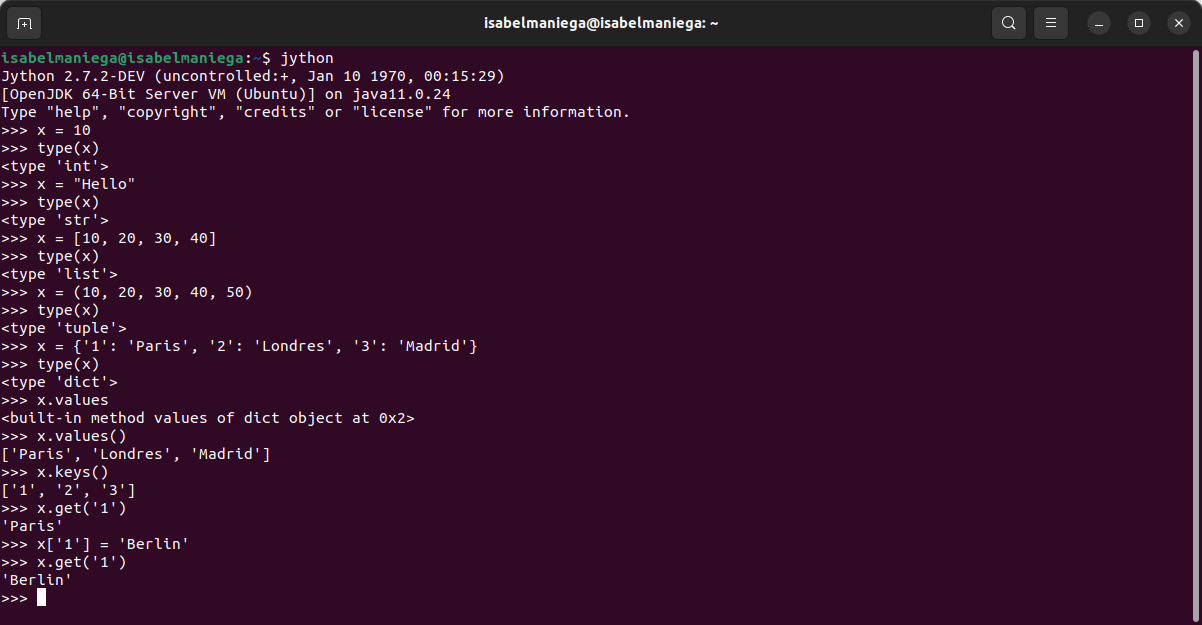 isabelmaniega@isabelmaniega: ~
isabelmaniega@isabelmaniega:~$ jython
Jython 2.7.2-DEV (uncontrolled:+, Jan 10 1970, 00:15:29)
[OpenJDK 64-Bit Server VM (Ubuntu)] on java11.0.24
Type "help", "copyright", "credits" or "license" for more information.
>>> x = 10
>>> type(x)
<type 'int'>
>>> x = "Hello"
>>> type(x)
<type 'str'>
>>> x = [10, 20, 30, 40]
>>> type(x)
<type 'list'>
>>> x = (10, 20, 30, 40, 50)
>>> type(x)
<type 'tuple'>
>>> x = {'1': 'Paris', '2': 'Londres', '3': 'Madrid'}
>>> type(x)
<type 'dict'>
>>> x.values
<built-in method values of dict object at 0x2>
>>> x.values()
['Paris', 'Londres', 'Madrid']
>>> x.keys()
['1', '2', '3']
>>> x.get('1')
'Paris'
>>> x['1'] = 'Berlin'
>>> x.get('1')
'Berlin'
>>>